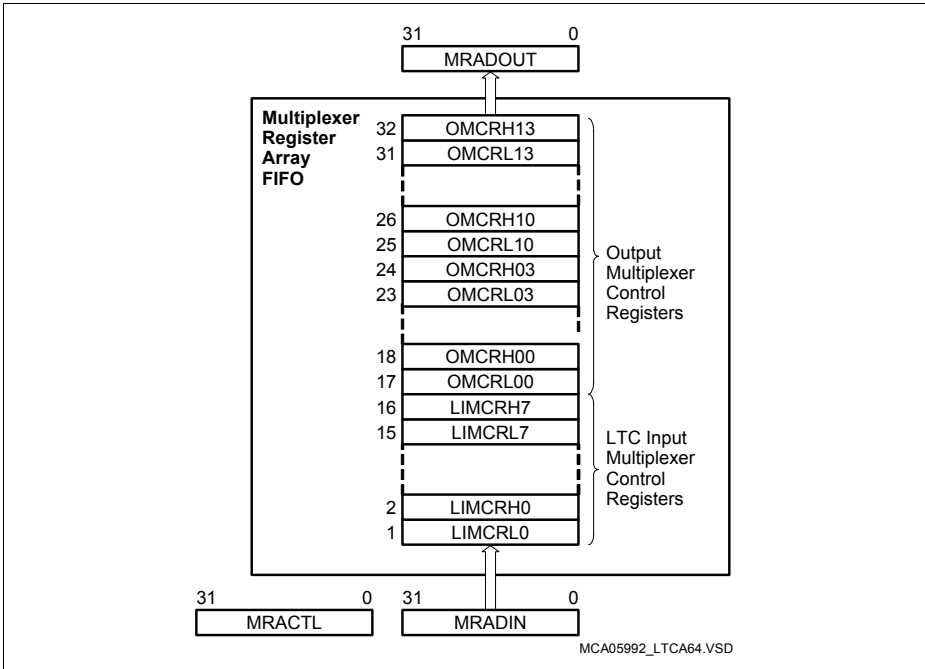 31 0
MRADOUT
Multiplexer
Register
Array
FIFO
32 OMCRH13
31 OMCRL13
26 OMCRH10
25 OMCRL10
24 OMCRH03
23 OMCRL03
Output
Multiplexer
Control
Registers
18 OMCRH00
17 OMCRL00
16 LIMCRH7
15 LIMCRL7
LTC Input
Multiplexer
Control
Registers
2 LIMCRH0
1 LIMCRL0
31 0
MRACTL
31 0
MRADIN
MCA05992_LTCA64.VSD